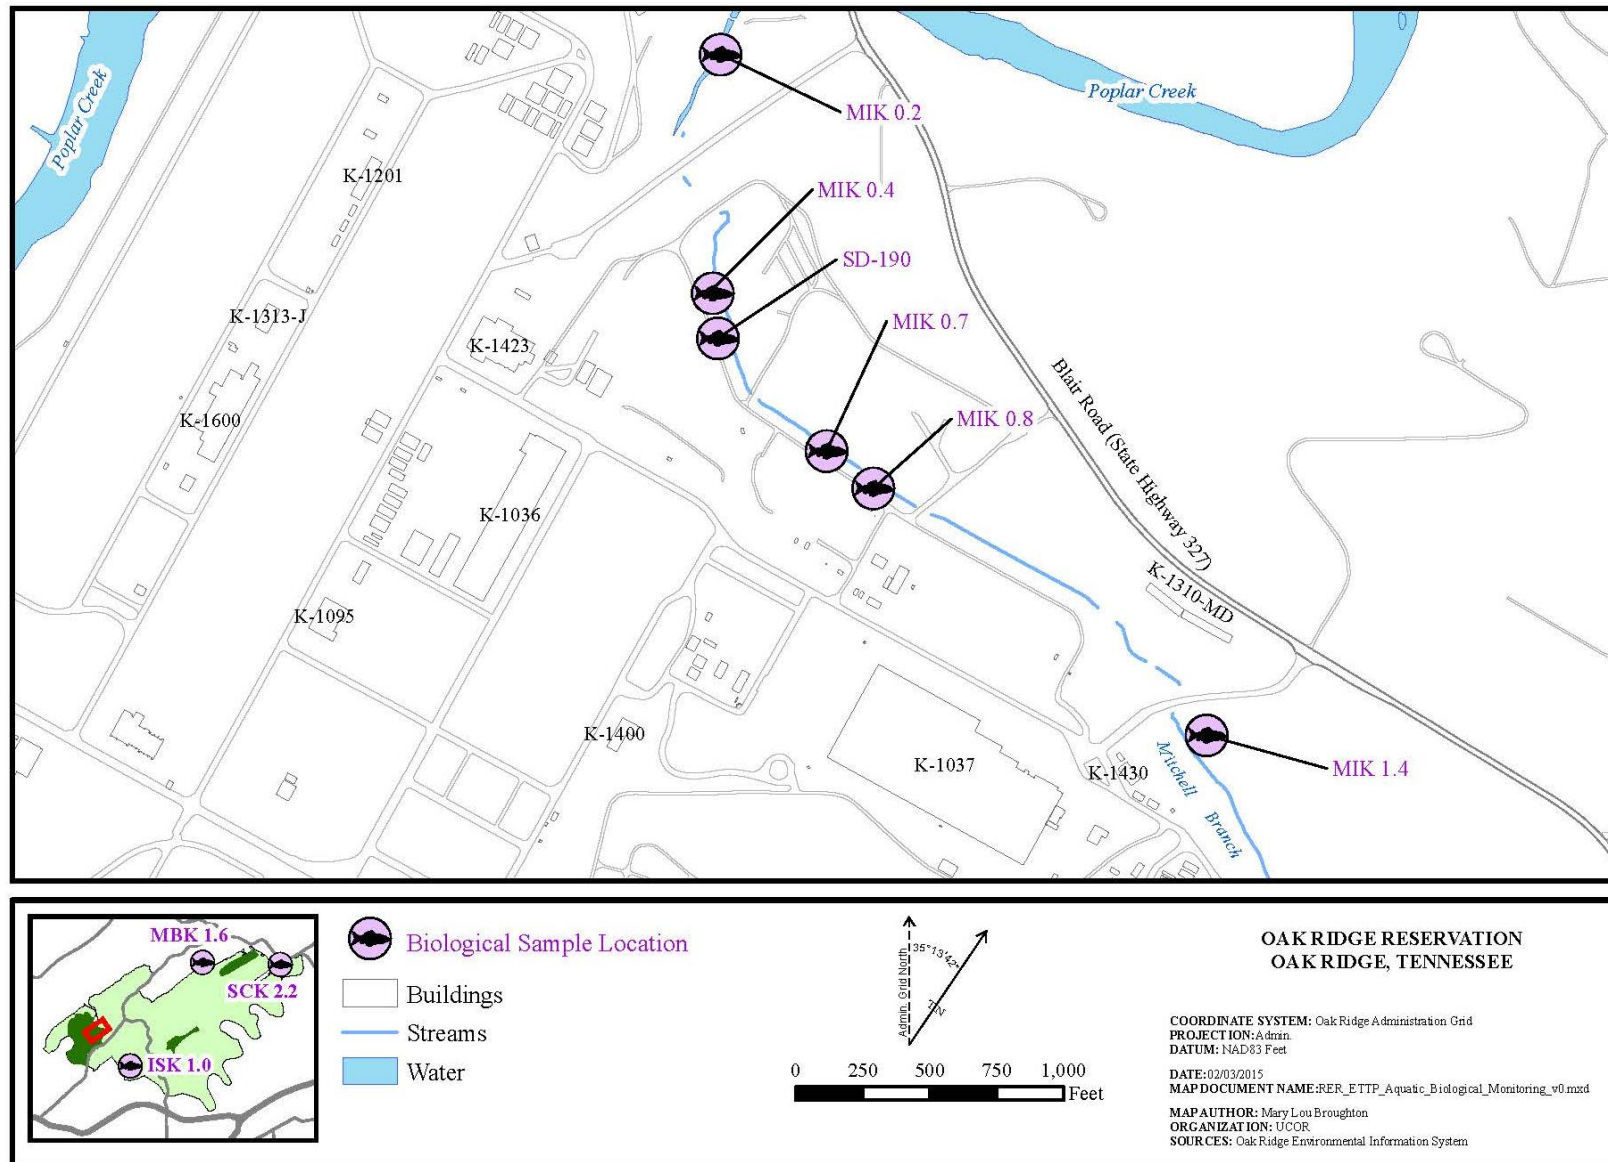 Poplar Creek
Poplar Creek
MIK 0.2
K-1201
MIK 0.4
SD-190
K-1313-J
MIK 0.7
K-1423
K-1600
MIK 0.8
Blair Road (State Highway 327)
K-1036
K-1310-MD
K-1095
K-1400
K-1037
K-1430
Mitchell Branch
MIK 1.4
MBK 1.6
SCK 2.2
ISK 1.0
Biological Sample Location
Buildings
Streams
Water
Admin. Grid North
35°13'42"
TN
0 250 500 750 1,000
Feet
OAK RIDGE RESERVATION
OAK RIDGE, TENNESSEE
COORDINATE SYSTEM: Oak Ridge Administration Grid
PROJECTION: Admin.
DATUM: NAD83 Feet
DATE: 02/03/2015
MAP DOCUMENT NAME: RER_ETTP_Aquatic_Biological_Monitoring_v0.mxd
MAP AUTHOR: Mary Lou Broughton
ORGANIZATION: UCOR
SOURCES: Oak Ridge Environmental Information System